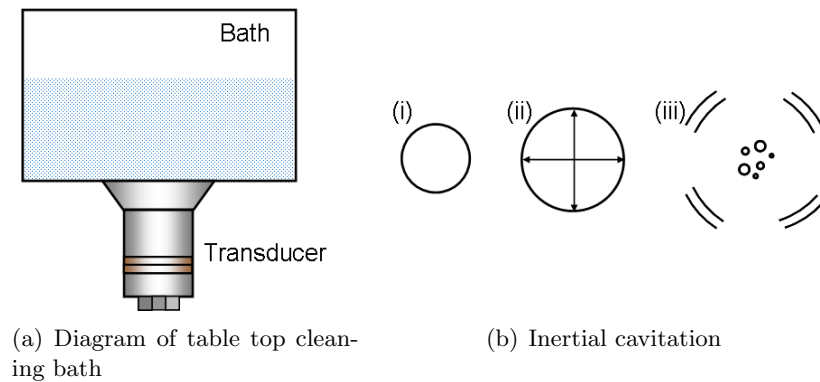 Bath
Transducer
(i)
(ii)
(iii)
(a) Diagram of table top clean-
ing bath
(b) Inertial cavitation